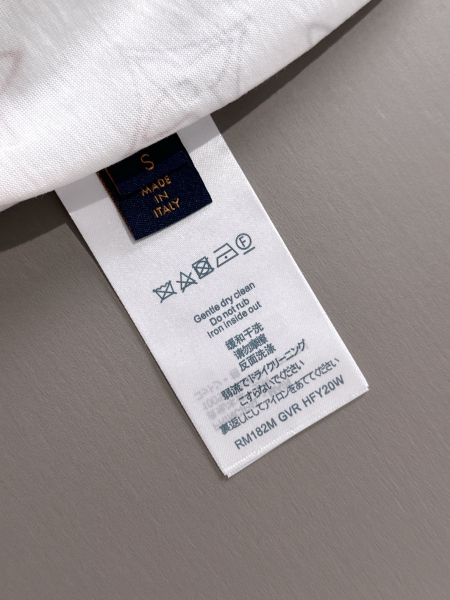 S
MADE
IN
ITALY
F
Gentle dry clean
Do not rub
Iron inside out
缓和干洗
请勿摩擦
反面洗涤
弱流でドライクリーニング
こすらないでください
裏返しにしてアイロンをあててください
RM182M GVR HFY20W